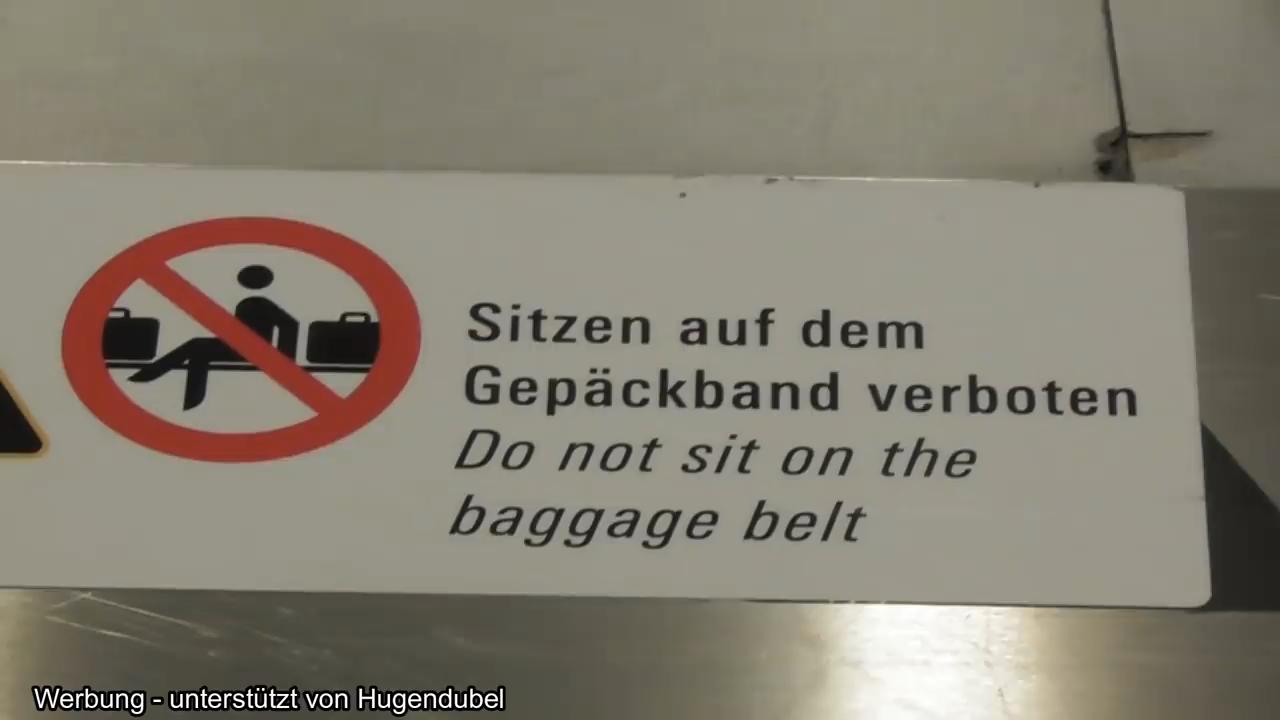 Sitzen auf dem
Gepäckband verboten
Do not sit on the
baggage belt
Werbung - unterstützt von Hugendubel